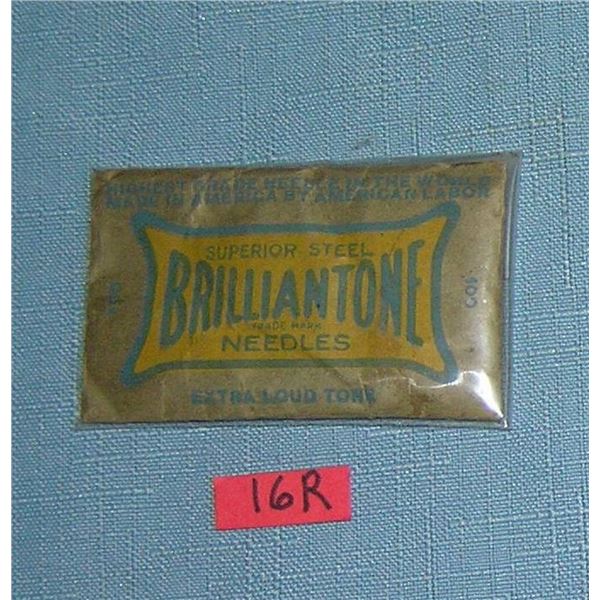 HIGHEST GRADE NEEDLE IN THE WORLD
MADE IN AMERICA BY AMERICAN LABOR
SUPERIOR STEEL
BRILLIANTONE
TRADE MARK
NEEDLES
EXTRA LOUD TONE
16R